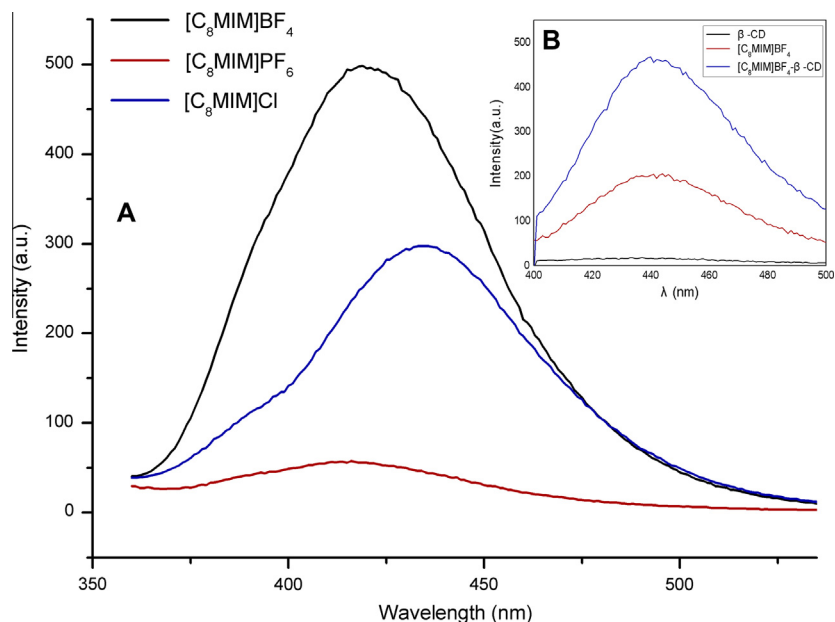 [C₈MIM]BF₄
[C₈MIM]PF₆
[C₈MIM]Cl
A
500
400
300
200
100
0
Intensity (a.u.)
350
400
450
500
Wavelength (nm)
B
β -CD
[C₈MIM]BF₄
[C₈MIM]BF₄-β -CD
500
400
300
200
100
0
Intensity(a.u.)
400
420
440
460
480
500
λ (nm)